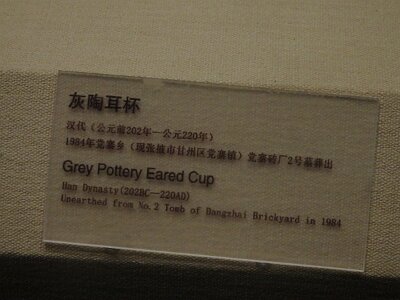 灰陶耳杯
汉代（公元前202年—公元220年）
1984年党寨乡（现张掖市甘州区党寨镇）党寨砖厂2号墓葬出
Grey Pottery Eared Cup
Han Dynasty(202BC—220AD)
Unearthed from No.2 Tomb of Dangzhai Brickyard in 1984